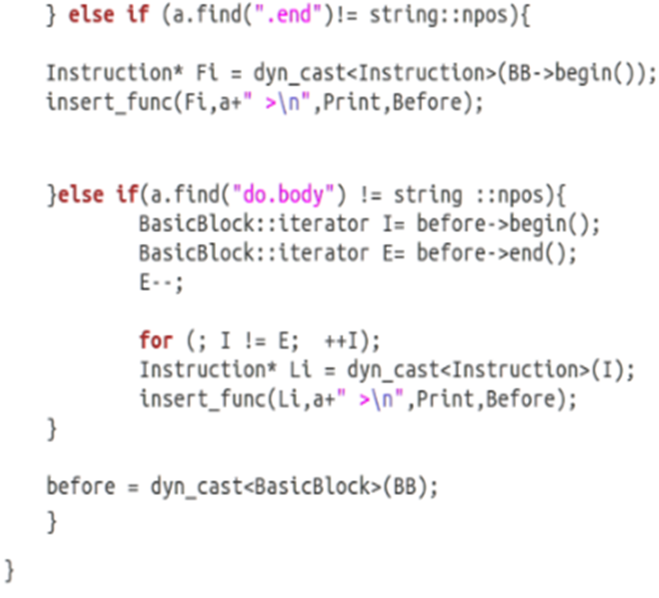 } else if (a.find(".end")!= string::npos){
Instruction* Fi = dyn_cast<Instruction>(BB->begin());
insert_func(Fi,a+" >\n",Print,Before);
}else if(a.find("do.body") != string ::npos){
BasicBlock::iterator I= before->begin();
BasicBlock::iterator E= before->end();
E--;
for (; I != E;  ++I);
Instruction* Li = dyn_cast<Instruction>(I);
insert_func(Li,a+" >\n",Print,Before);
}
before = dyn_cast<BasicBlock>(BB);
}
}